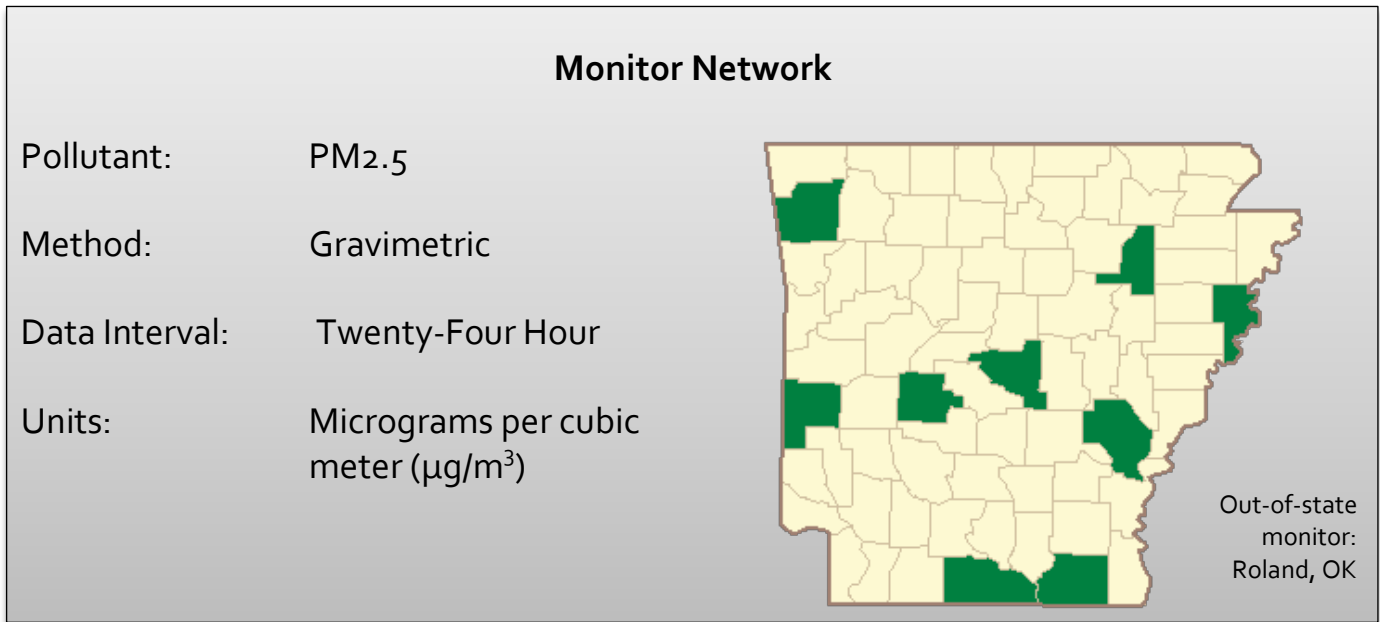 Monitor Network
Pollutant: PM2.5
Method: Gravimetric
Data Interval: Twenty-Four Hour
Units: Micrograms per cubic
meter (µg/m³)
Out-of-state
monitor:
Roland, OK